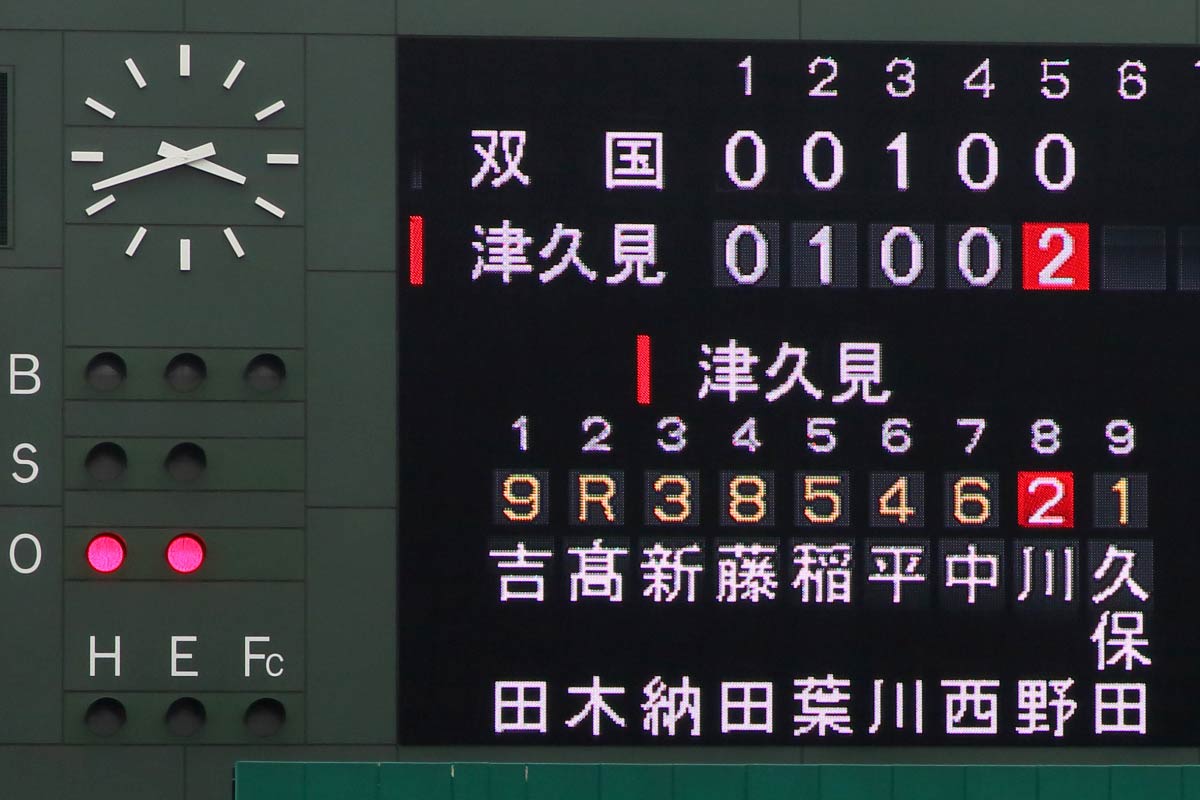 1 2 3 4 5 6
双国 0 0 1 0 0
津久見 0 1 0 0 2
津久見
1 2 3 4 5 6 7 8 9
9 R 3 8 5 4 6 2 1
吉田 髙木 新納 藤田 稲葉 平川 中西 川野 久保田
B
S
O
H E Fc